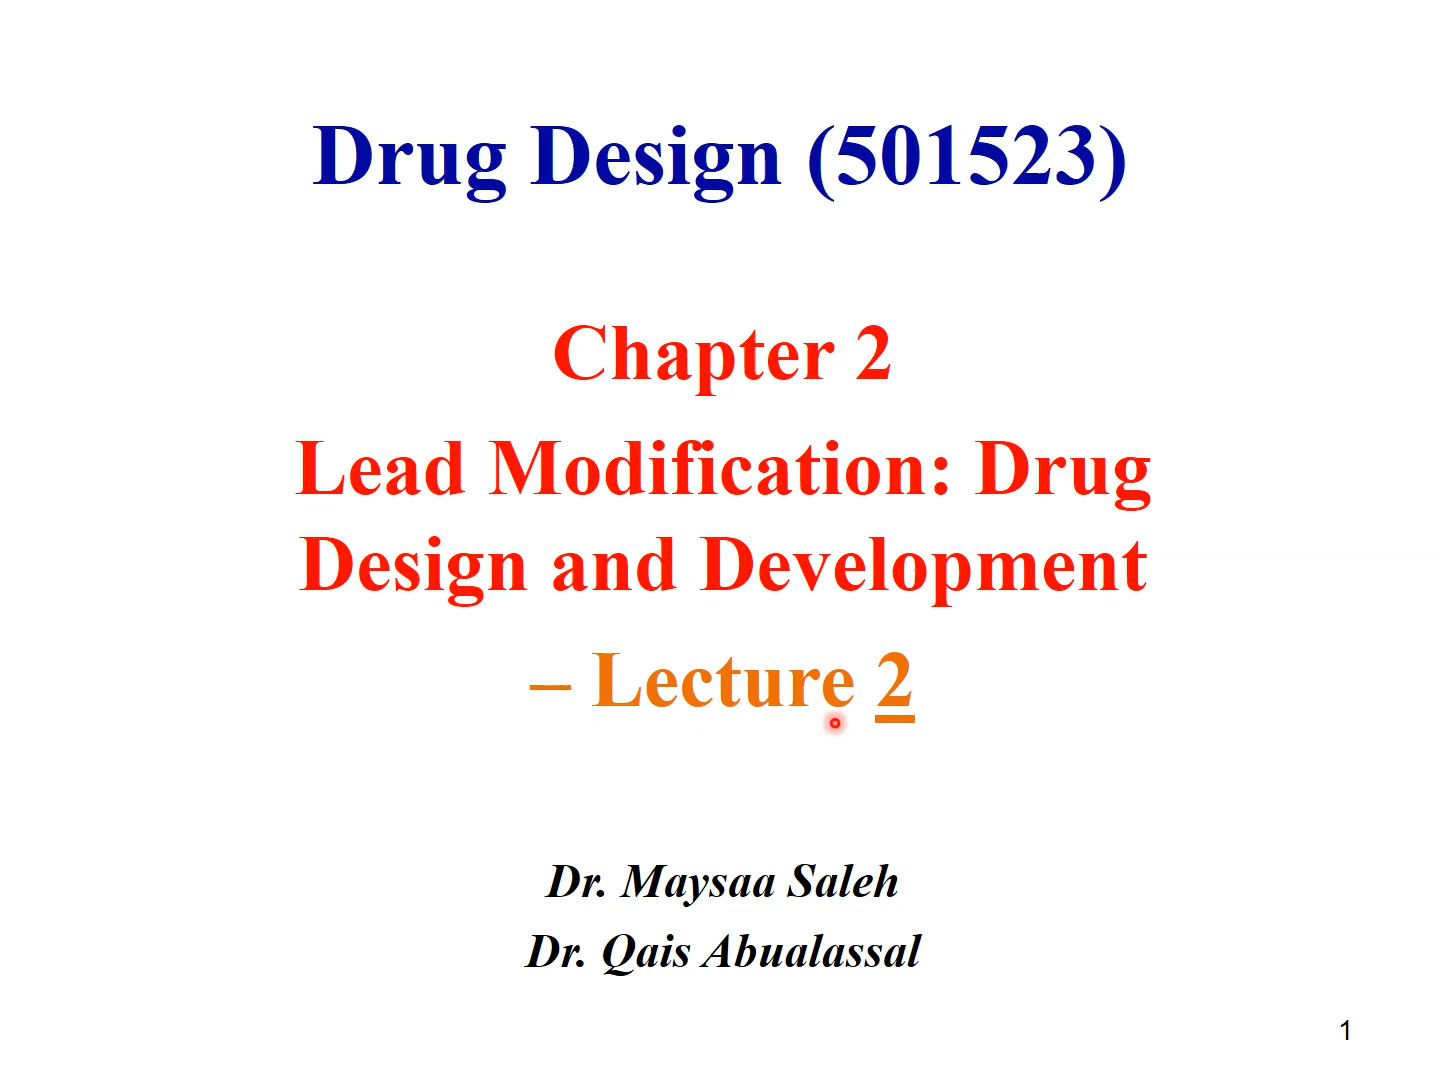 Drug Design (501523)
Chapter 2
Lead Modification: Drug
Design and Development
– Lecture 2
Dr. Maysaa Saleh
Dr. Qais Abualassal
1